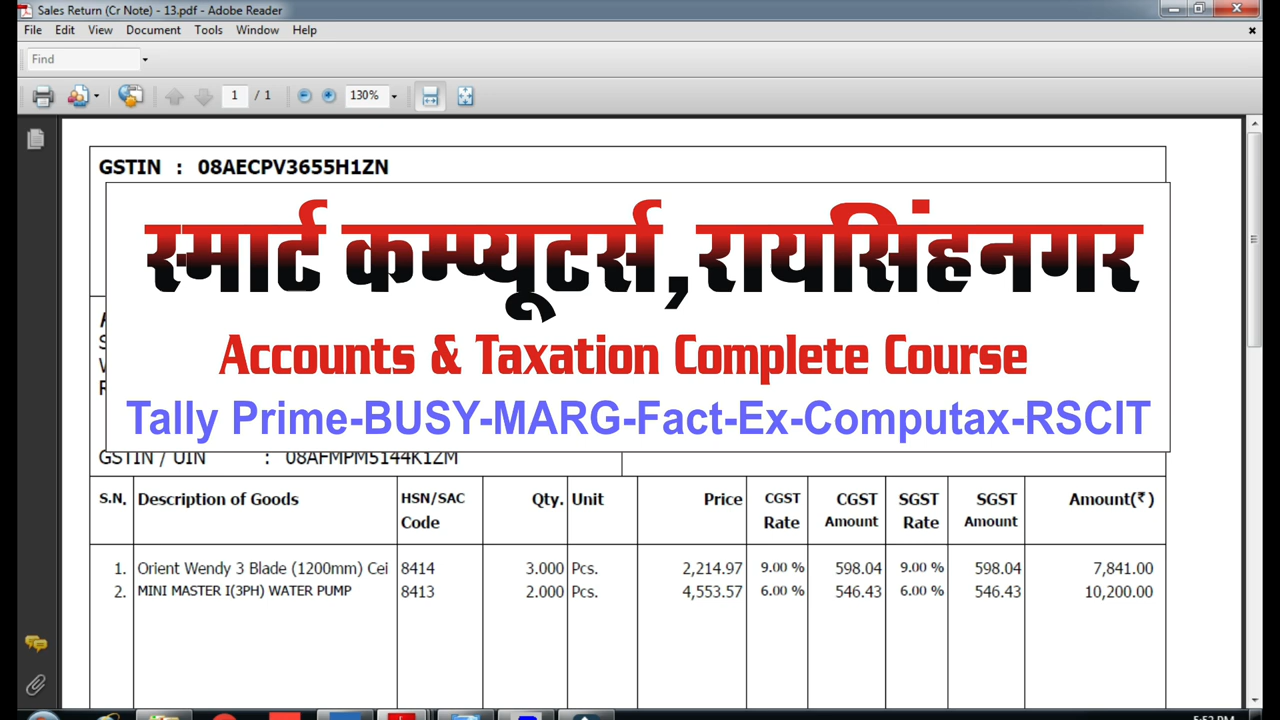 Sales Return (Cr Note) - 13.pdf - Adobe Reader
File Edit View Document Tools Window Help
Find
1 / 1 130%
GSTIN : 08AECPV3655H1ZN
स्मार्ट कम्प्यूटर्स,रायसिंहनगर
Accounts & Taxation Complete Course
Tally Prime-BUSY-MARG-Fact-Ex-Computax-RSCIT
GSTIN / UIN : 08AFMPM5144K1ZM
S.N. Description of Goods HSN/SAC Code Qty. Unit Price CGST Rate CGST Amount SGST Rate SGST Amount Amount(₹)
1. Orient Wendy 3 Blade (1200mm) Cei 8414 3.000 Pcs. 2,214.97 9.00 % 598.04 9.00 % 598.04 7,841.00
2. MINI MASTER I(3PH) WATER PUMP 8413 2.000 Pcs. 4,553.57 6.00 % 546.43 6.00 % 546.43 10,200.00